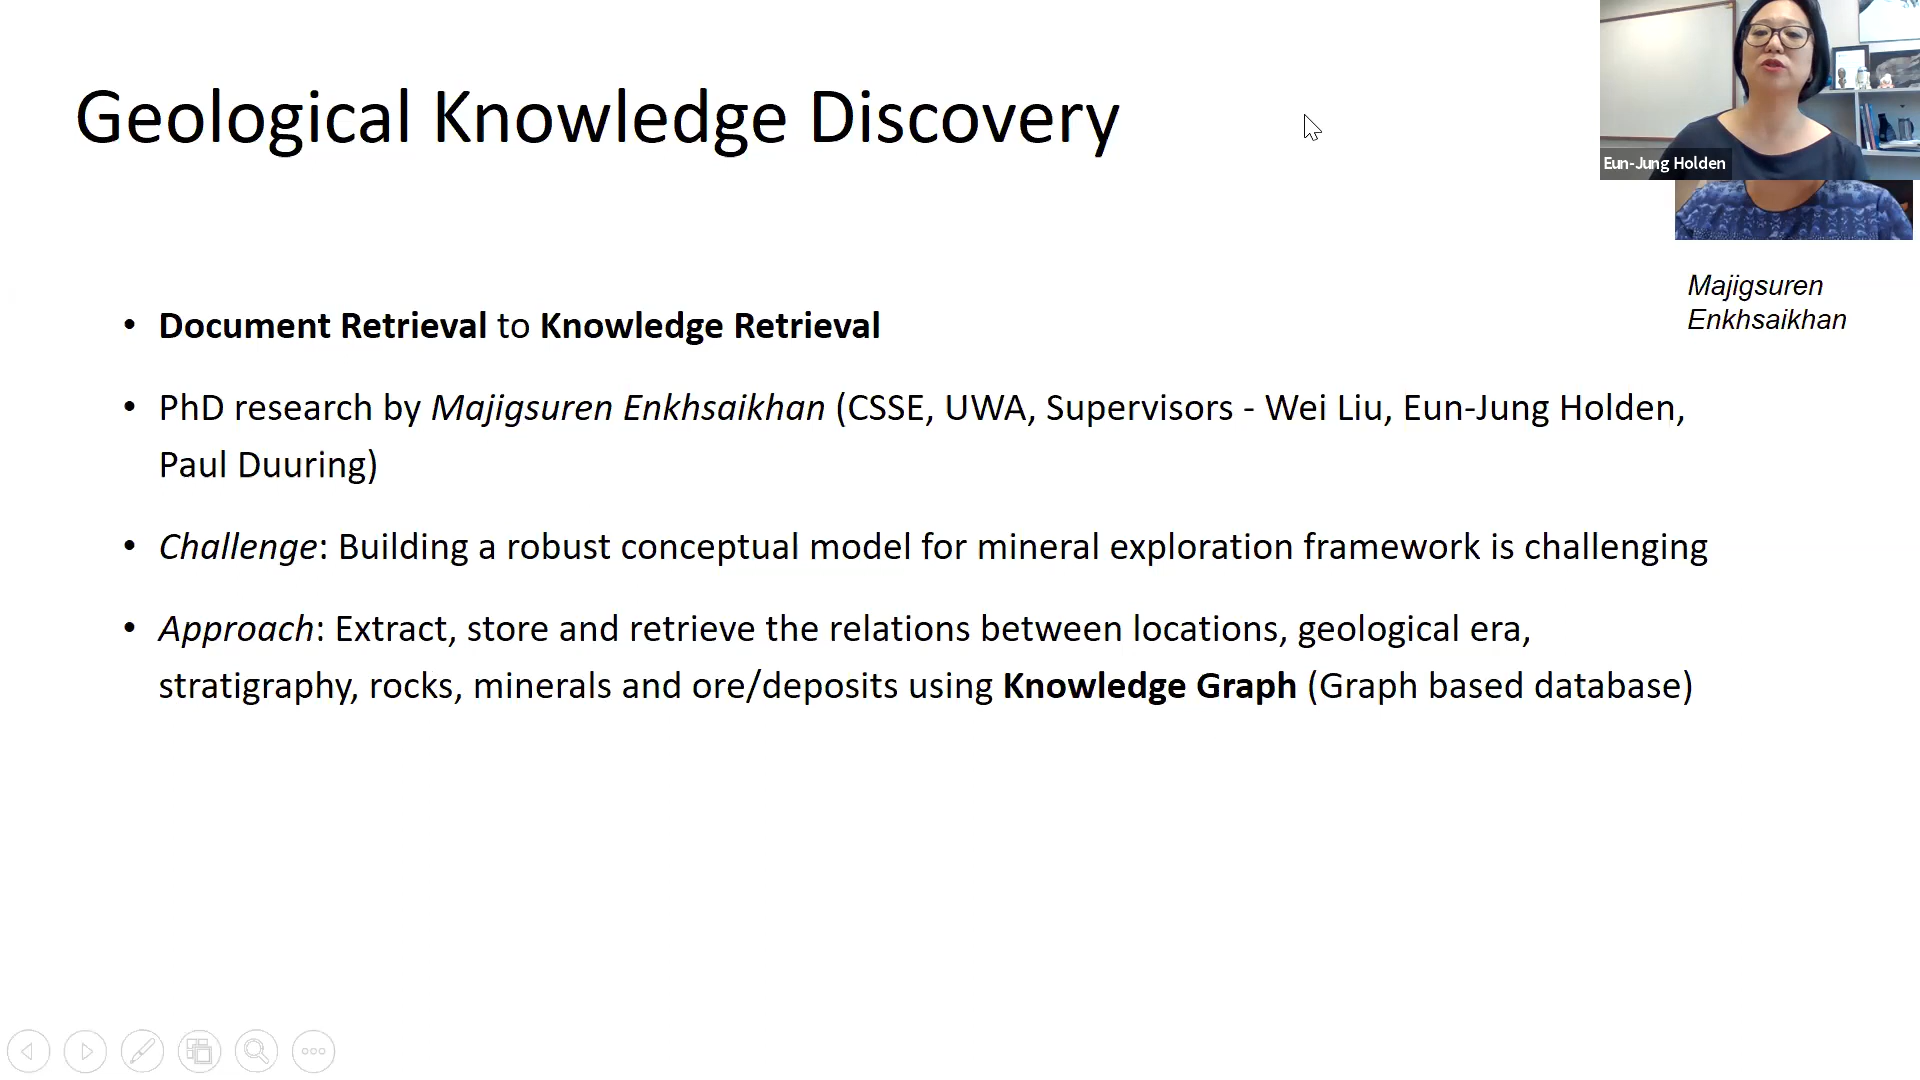 Geological Knowledge Discovery
Eun-Jung Holden
Majigsuren
Enkhsaikhan
• Document Retrieval to Knowledge Retrieval
• PhD research by Majigsuren Enkhsaikhan (CSSE, UWA, Supervisors - Wei Liu, Eun-Jung Holden,
Paul Duuring)
• Challenge: Building a robust conceptual model for mineral exploration framework is challenging
• Approach: Extract, store and retrieve the relations between locations, geological era,
stratigraphy, rocks, minerals and ore/deposits using Knowledge Graph (Graph based database)